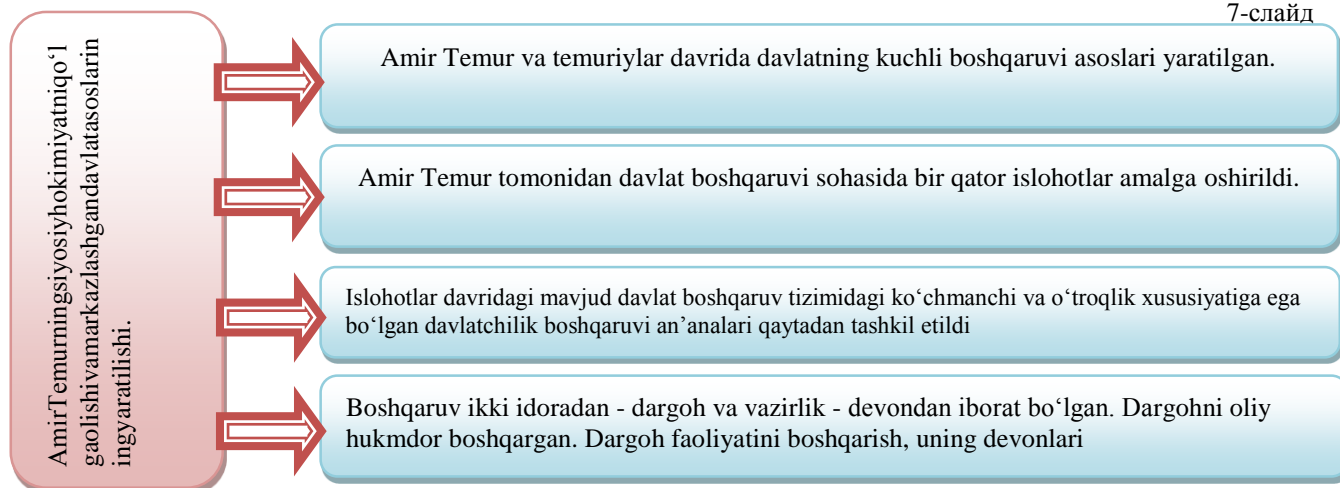 7-слайд
AmirTemurningsiyosiyhokimiyatniqo‘l
gaolishivamarkazlashgandavlatasoslarin
ingyaratilishi.
Amir Temur va temuriylar davrida davlatning kuchli boshqaruvi asoslari yaratilgan.
Amir Temur tomonidan davlat boshqaruvi sohasida bir qator islohotlar amalga oshirildi.
Islohotlar davridagi mavjud davlat boshqaruv tizimidagi ko‘chmanchi va o‘troqlik xususiyatiga ega
bo‘lgan davlatchilik boshqaruvi an’analari qaytadan tashkil etildi
Boshqaruv ikki idoradan - dargoh va vazirlik - devondan iborat bo‘lgan. Dargohni oliy
hukmdor boshqargan. Dargoh faoliyatini boshqarish, uning devonlari